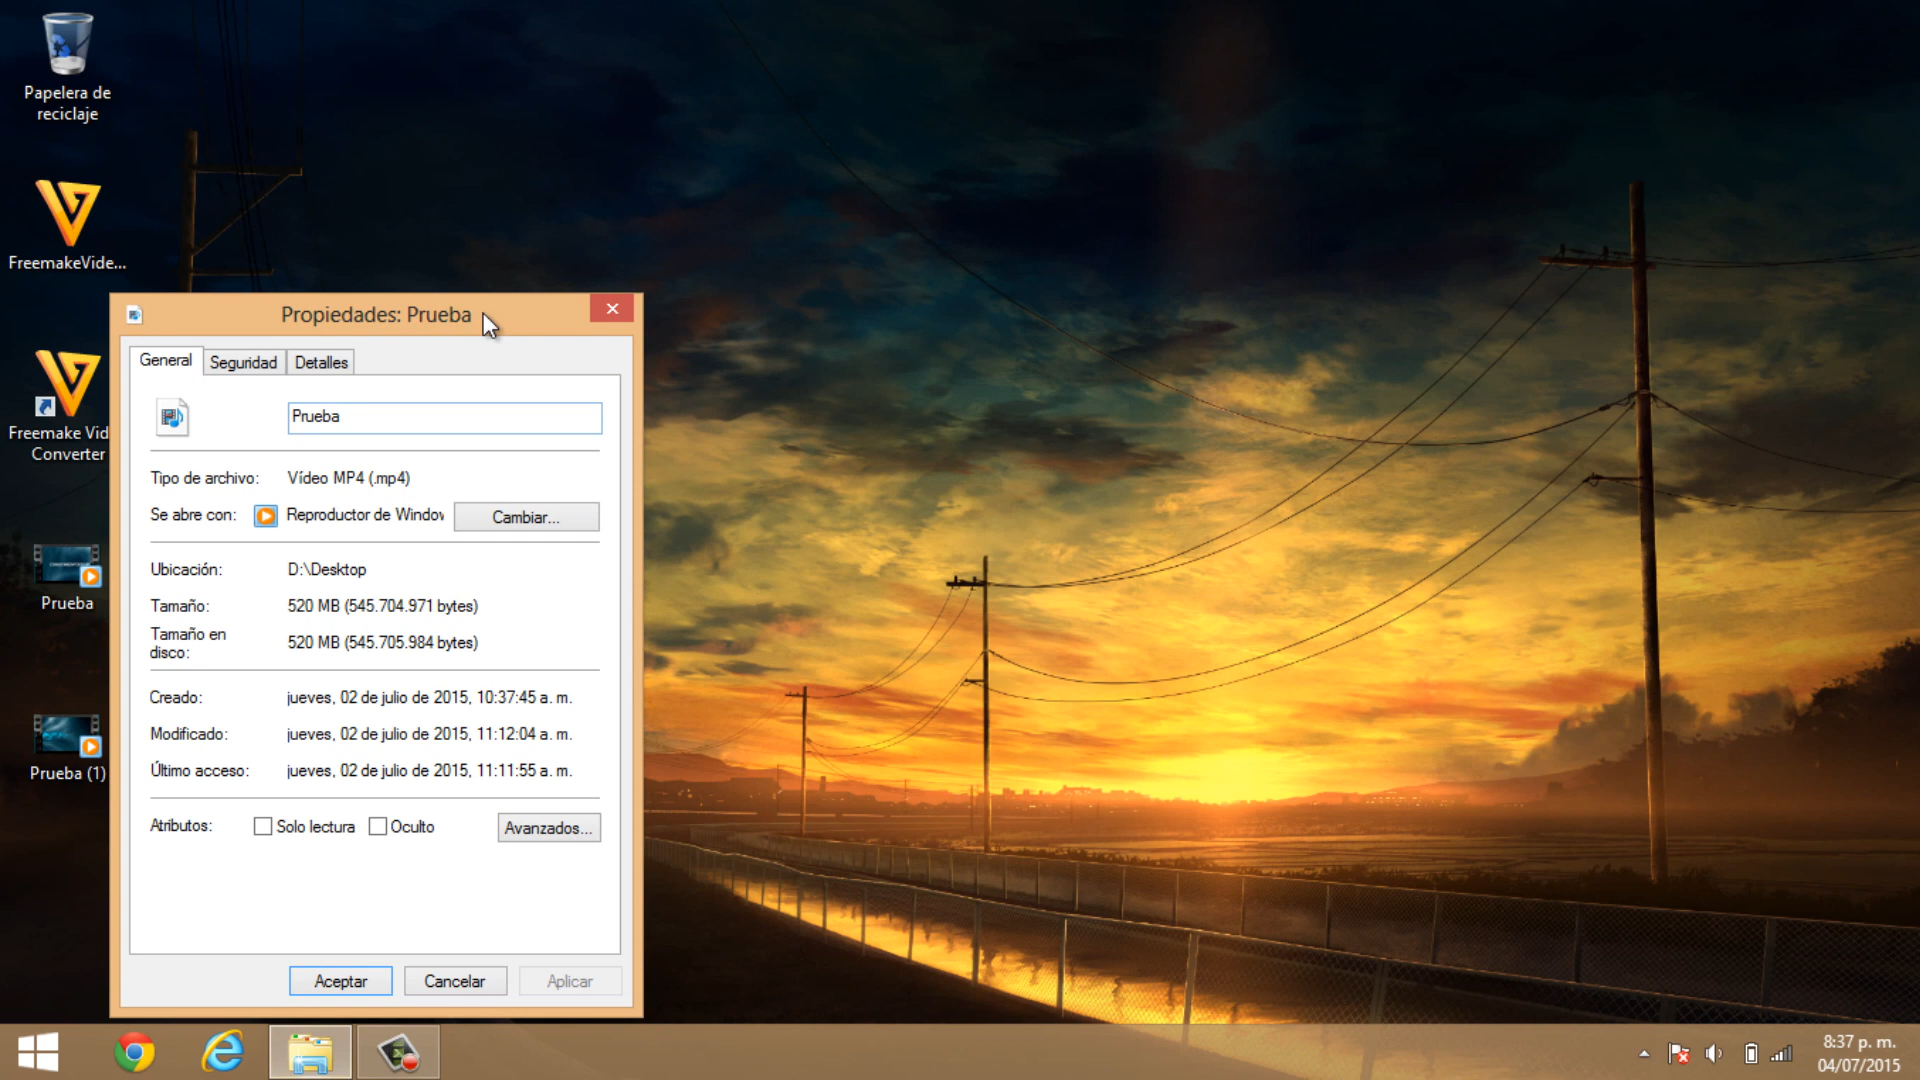 Papelera de
reciclaje
FreemakeVide...
Freemake Vid
Converter
Prueba
Prueba (1)
Propiedades: Prueba
General
Seguridad
Detalles
Prueba
Tipo de archivo: Vídeo MP4 (.mp4)
Se abre con: Reproductor de Window Cambiar...
Ubicación: D:\Desktop
Tamaño: 520 MB (545.704.971 bytes)
Tamaño en
disco: 520 MB (545.705.984 bytes)
Creado: jueves, 02 de julio de 2015, 10:37:45 a. m.
Modificado: jueves, 02 de julio de 2015, 11:12:04 a. m.
Último acceso: jueves, 02 de julio de 2015, 11:11:55 a. m.
Atributos: Solo lectura Oculto Avanzados...
Aceptar Cancelar Aplicar
8:37 p. m.
04/07/2015